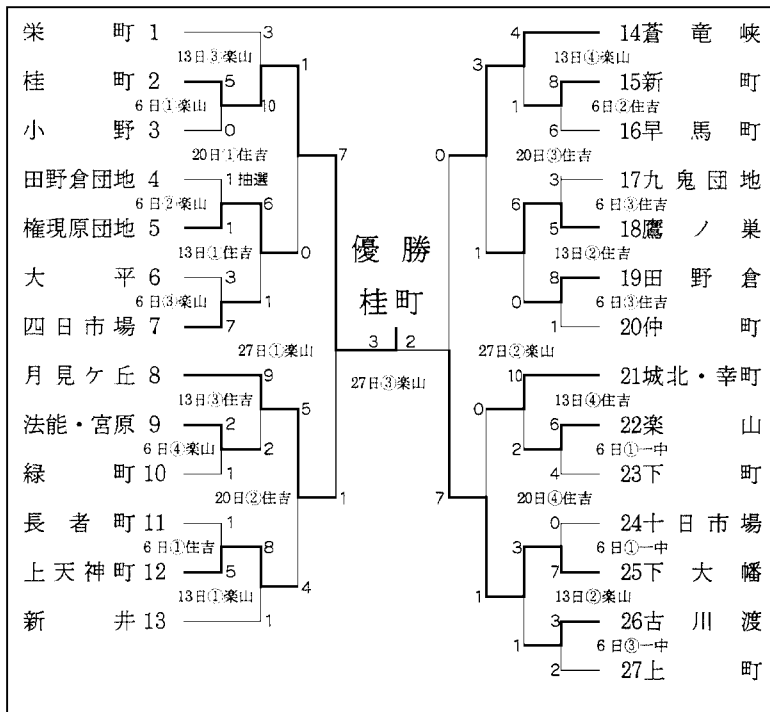 栄町 1
3
13日③楽山
1
桂町 2
5
6日①楽山
10
小野 3
0
20日①住吉
7
田野倉団地 4
1 抽選
6日②楽山
6
権現原団地 5
1
13日①住吉
0
大平 6
3
6日③楽山
1
四日市場 7
7
27日①楽山
月見ケ丘 8
9
13日③住吉
5
法能・宮原 9
2
6日④楽山
2
緑町 10
1
20日②住吉
1
長者町 11
1
6日①住吉
8
上天神町 12
5
13日①楽山
4
新井 13
1
優勝
桂町
3 2
27日③楽山
4
14蒼竜峡
13日④楽山
3
8
15新町
1
6日②住吉
6
16早馬町
0
20日③住吉
3
17九鬼団地
6
6日③住吉
5
18鷹ノ巣
1
13日②住吉
8
19田野倉
0
6日③住吉
1
20仲町
27日②楽山
10
21城北・幸町
0
13日④住吉
6
22楽山
2
6日①一中
4
23下町
7
20日④住吉
0
24十日市場
3
6日①一中
7
25下大幡
1
13日②楽山
3
26古川渡
1
6日③一中
2
27上町